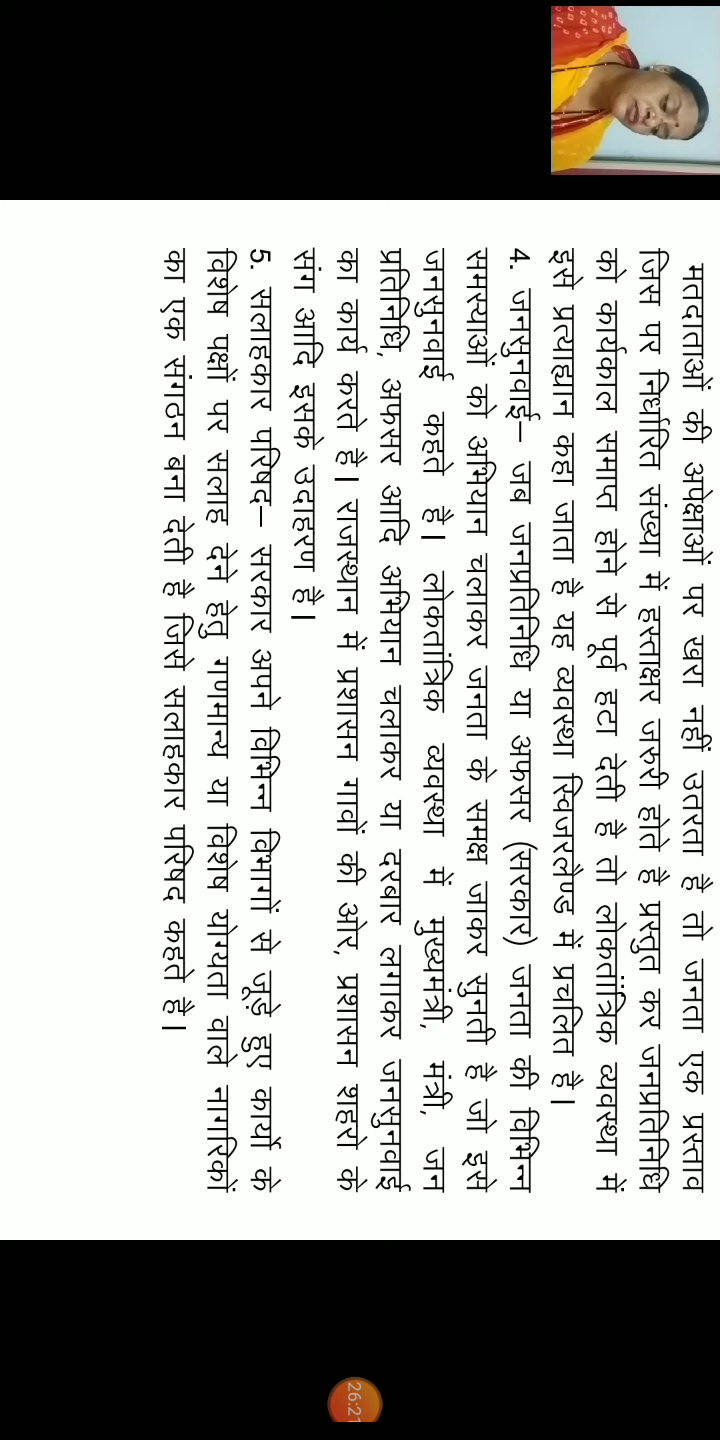 मतदाताओं की अपेक्षाओं पर खरा नहीं उतरता है तो जनता एक प्रस्ताव
जिस पर निर्धारित संख्या में हस्ताक्षर जरुरी होते है प्रस्तुत कर जनप्रतिनिधि
को कार्यकाल समाप्त होने से पूर्व हटा देती है तो लोकतांत्रिक व्यवस्था में
इसे प्रत्याह्यान कहा जाता है यह व्यवस्था स्विजरलैण्ड में प्रचलित है।
4. जनसुनवाई– जब जनप्रतिनिधि या अफसर (सरकार) जनता की विभिन्न
समस्याओं को अभियान चलाकर जनता के समक्ष जाकर सुनती है जो इसे
जनसुनवाई कहते है। लोकतांत्रिक व्यवस्था में मुख्यमंत्री, मंत्री, जन
प्रतिनिधि, अफसर आदि अभियान चलाकर या दरबार लगाकर जनसुनवाई
का कार्य करते है। राजस्थान में प्रशासन गावों की ओर, प्रशासन शहरो के
संग आदि इसके उदाहरण है।
5. सलाहकार परिषद– सरकार अपने विभिन्न विभागों से जूड़े हुए कार्यों के
विशेष पक्षों पर सलाह देने हेतु गणमान्य या विशेष योग्यता वाले नागरिकों
का एक संगठन बना देती है जिसे सलाहकार परिषद कहते है।
26:21